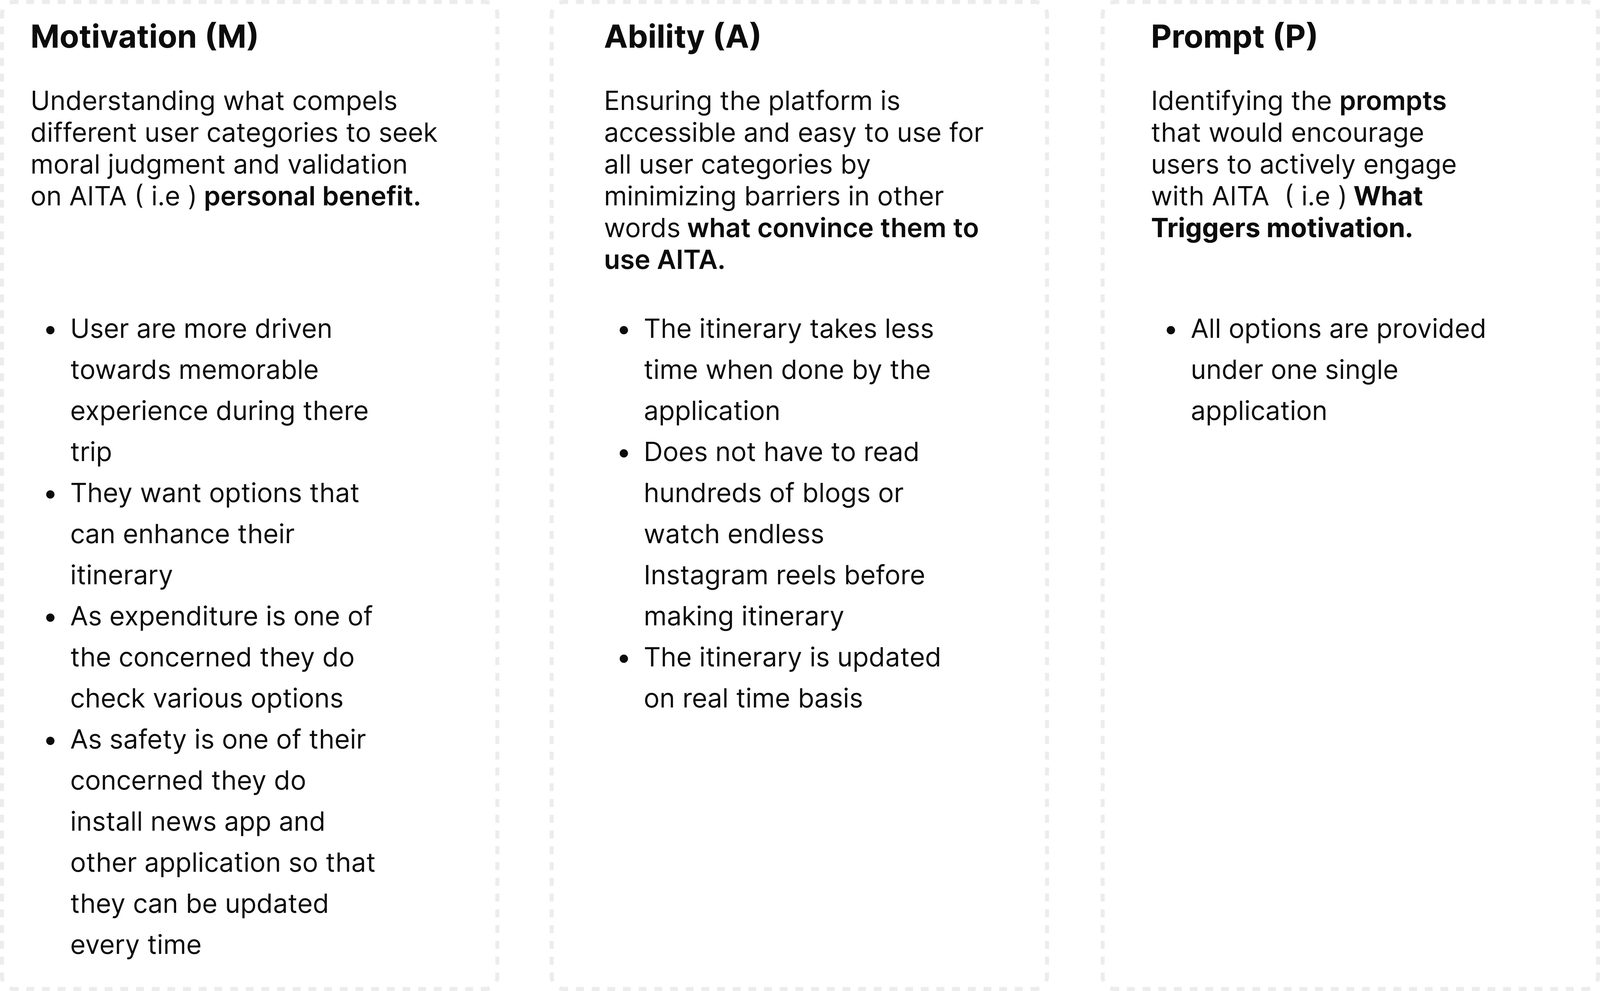 Motivation (M)
Understanding what compels
different user categories to seek
moral judgment and validation
on AITA ( i.e ) personal benefit.
• User are more driven
towards memorable
experience during there
trip
• They want options that
can enhance their
itinerary
• As expenditure is one of
the concerned they do
check various options
• As safety is one of their
concerned they do
install news app and
other application so that
they can be updated
every time
Ability (A)
Ensuring the platform is
accessible and easy to use for
all user categories by
minimizing barriers in other
words what convince them to
use AITA.
• The itinerary takes less
time when done by the
application
• Does not have to read
hundreds of blogs or
watch endless
Instagram reels before
making itinerary
• The itinerary is updated
on real time basis
Prompt (P)
Identifying the prompts
that would encourage
users to actively engage
with AITA  ( i.e ) What
Triggers motivation.
• All options are provided
under one single
application